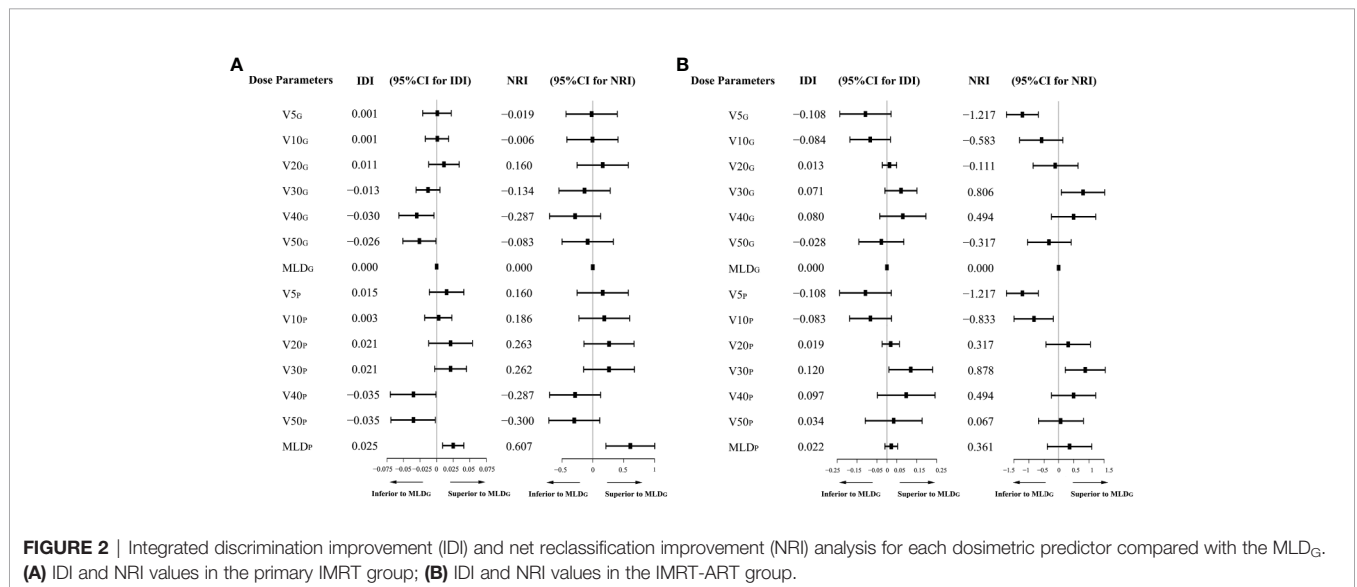 A
Dose Parameters IDI (95%CI for IDI) NRI (95%CI for NRI)
V5G 0.001 −0.019
V10G 0.001 −0.006
V20G 0.011 0.160
V30G −0.013 −0.134
V40G −0.030 −0.287
V50G −0.026 −0.083
MLDG 0.000 0.000
V5P 0.015 0.160
V10P 0.003 0.186
V20P 0.021 0.263
V30P 0.021 0.262
V40P −0.035 −0.287
V50P −0.035 −0.300
MLDP 0.025 0.607
-0.075 -0.025 0 0.025 0.075 -0.5 0 0.5 1
Inferior to MLDG Superior to MLDG Inferior to MLDG Superior to MLDG
B
Dose Parameters IDI (95%CI for IDI) NRI (95%CI for NRI)
V5G −0.108 −1.217
V10G −0.084 −0.583
V20G 0.013 −0.111
V30G 0.071 0.806
V40G 0.080 0.494
V50G −0.028 −0.317
MLDG 0.000 0.000
V5P −0.108 −1.217
V10P −0.083 −0.833
V20P 0.019 0.317
V30P 0.120 0.878
V40P 0.097 0.494
V50P 0.034 0.067
MLDP 0.022 0.361
-0.25 -0.15 -0.05 0.05 0.15 0.25 -1.5 -1 -0.5 0 0.5 1 1.5
Inferior to MLDG Superior to MLDG Inferior to MLDG Superior to MLDG
FIGURE 2 | Integrated discrimination improvement (IDI) and net reclassification improvement (NRI) analysis for each dosimetric predictor compared with the MLDG.
(A) IDI and NRI values in the primary IMRT group; (B) IDI and NRI values in the IMRT-ART group.